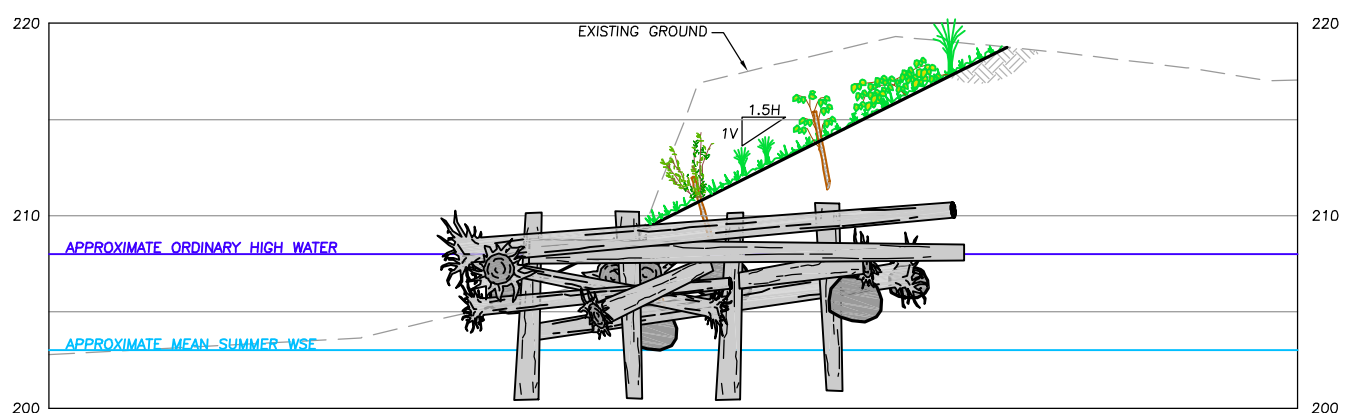 220
220
EXISTING GROUND
1.5H
1V
210
210
APPROXIMATE ORDINARY HIGH WATER
APPROXIMATE MEAN SUMMER WSE
200
200